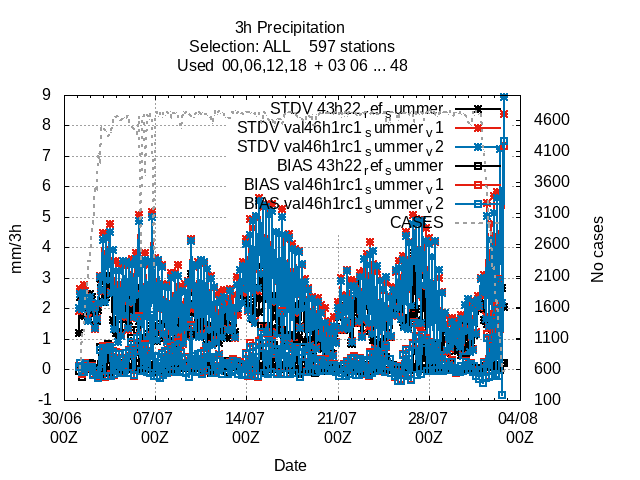 3h Precipitation
Selection: ALL 597 stations
Used 00,06,12,18 + 03 06 ... 48
STDV 43h22_ref_summer
STDV val46h1rc1_summer_v1
STDV val46h1rc1_summer_v2
BIAS 43h22_ref_summer
BIAS val46h1rc1_summer_v1
BIAS val46h1rc1_summer_v2
CASES
mm/3h
9
8
7
6
5
4
3
2
1
0
-1
No cases
4600
4100
3600
3100
2600
2100
1600
1100
600
100
30/06 07/07 14/07 21/07 28/07 04/08
00Z 00Z 00Z 00Z 00Z 00Z
Date